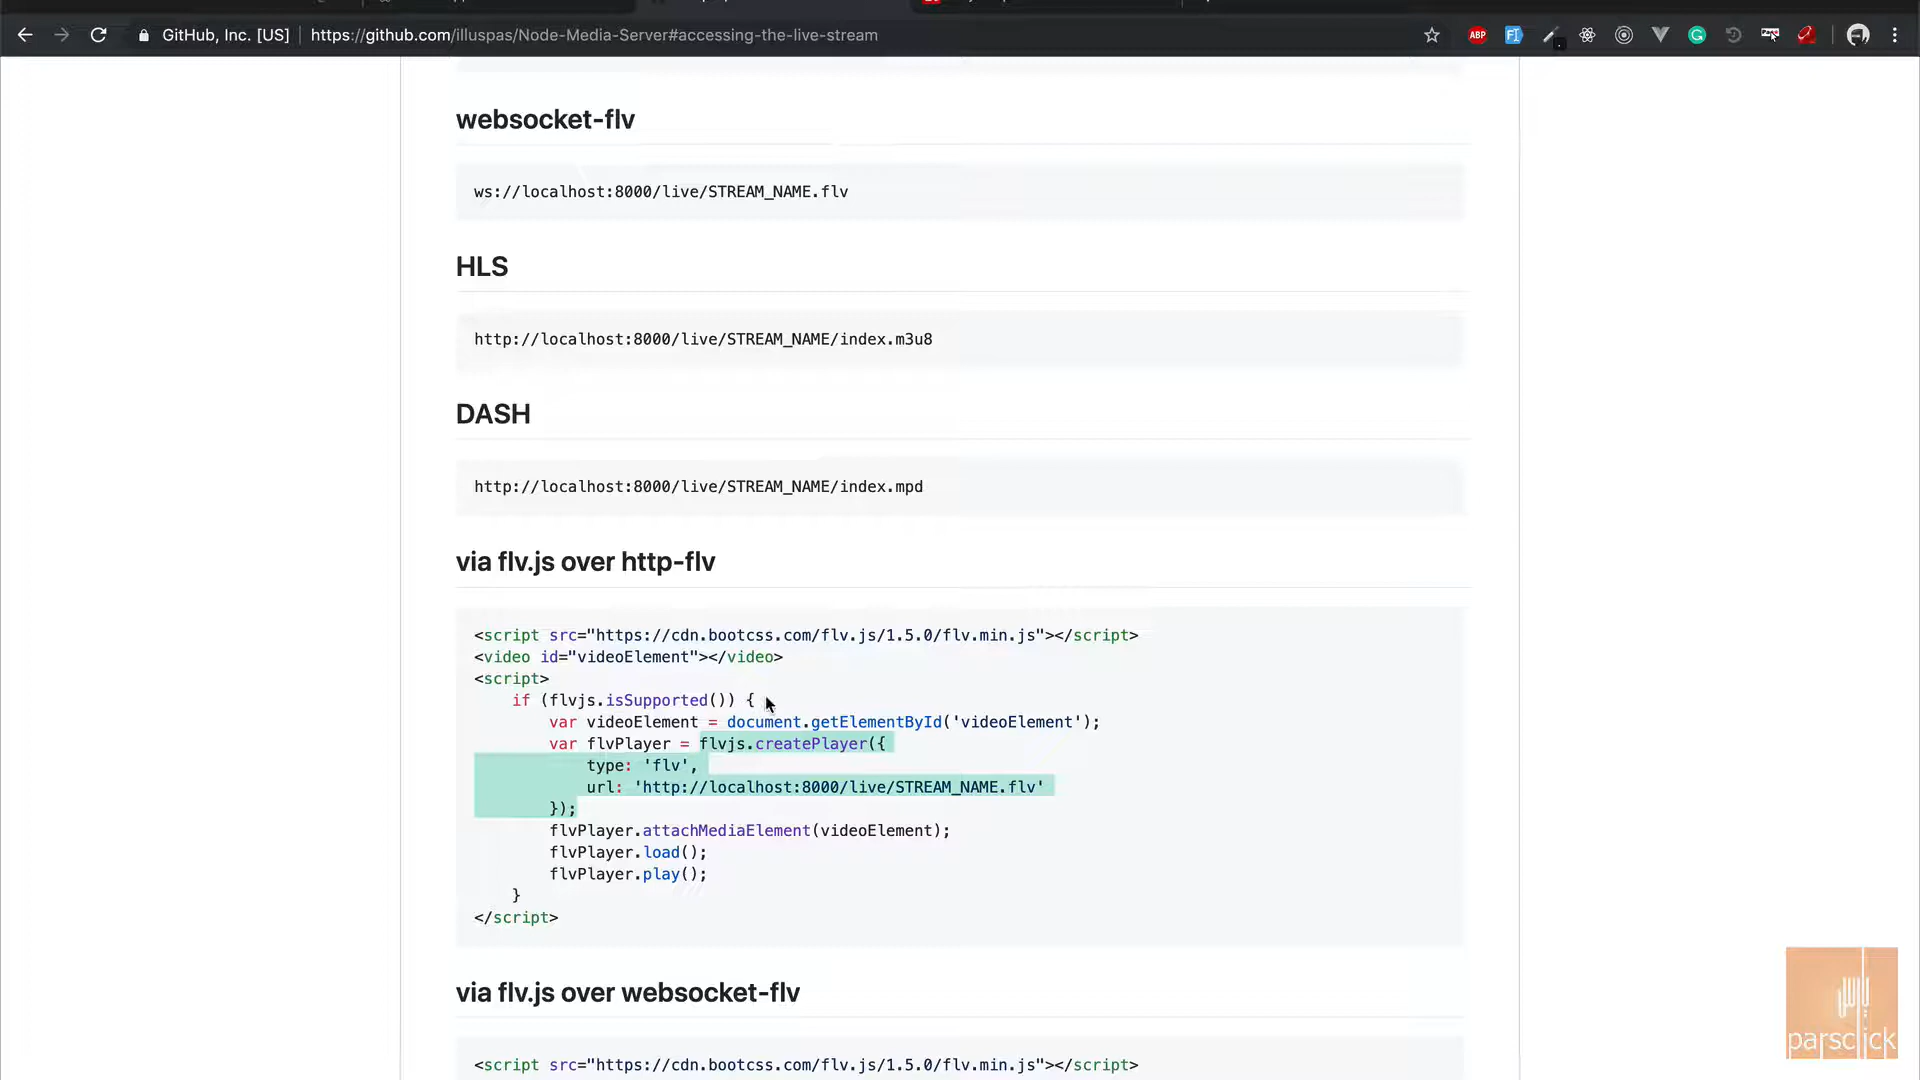 GitHub, Inc. [US] https://github.com/illuspas/Node-Media-Server#accessing-the-live-stream
ABP
websocket-flv
ws://localhost:8000/live/STREAM_NAME.flv
HLS
http://localhost:8000/live/STREAM_NAME/index.m3u8
DASH
http://localhost:8000/live/STREAM_NAME/index.mpd
via flv.js over http-flv
<script src="https://cdn.bootcss.com/flv.js/1.5.0/flv.min.js"></script>
<video id="videoElement"></video>
<script>
    if (flvjs.isSupported()) {
        var videoElement = document.getElementById('videoElement');
        var flvPlayer = flvjs.createPlayer({
            type: 'flv',
            url: 'http://localhost:8000/live/STREAM_NAME.flv'
        });
        flvPlayer.attachMediaElement(videoElement);
        flvPlayer.load();
        flvPlayer.play();
    }
</script>
via flv.js over websocket-flv
<script src="https://cdn.bootcss.com/flv.js/1.5.0/flv.min.js"></script>
parsclick